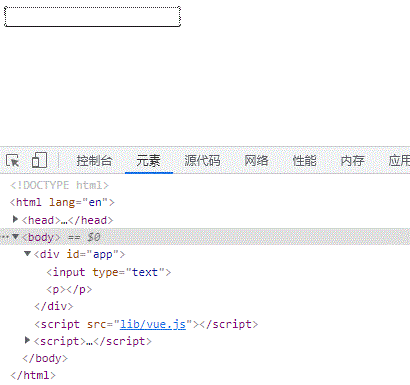 控制台 元素 源代码 网络 性能 内存 应用
<!DOCTYPE html>
<html lang="en">
<head>…</head>
<body> == $0
<div id="app">
<input type="text">
<p></p>
</div>
<script src="lib/vue.js"></script>
<script>…</script>
</body>
</html>